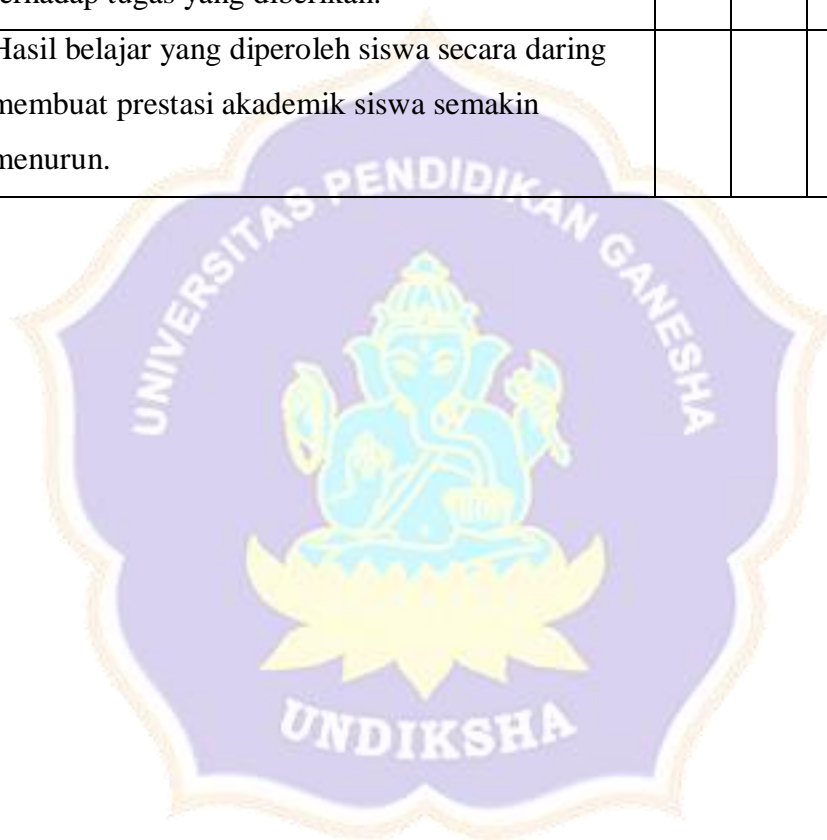 terhadap tugas yang diberikan.
Hasil belajar yang diperoleh siswa secara daring
membuat prestasi akademik siswa semakin
menurun.
UNIVERSITAS PENDIDIKAN GANESHA
UNDIKSHA